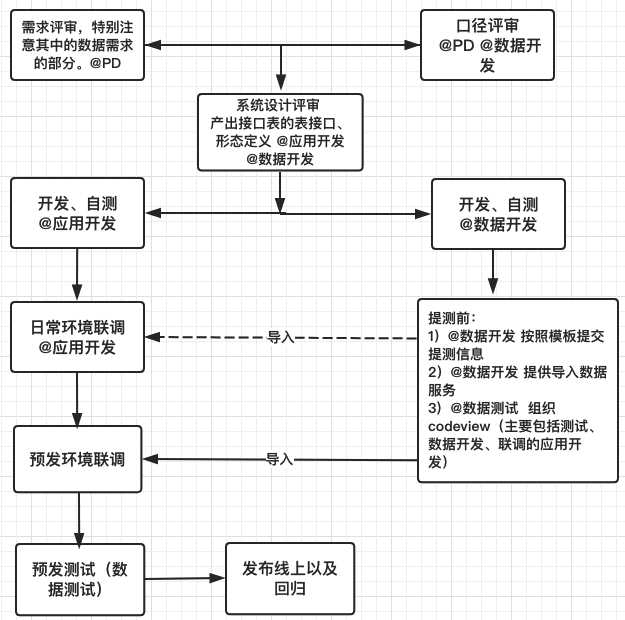 需求评审，特别注
意其中的数据需求
的部分。@PD
口径评审
@PD @数据开
发
系统设计评审
产出接口表的表接口、
形态定义 @应用开发
@数据开发
开发、自测
@应用开发
开发、自测
@数据开发
日常环境联调
@应用开发
导入
提测前：
1）@数据开发 按照模板提交
提测信息
2）@数据开发 提供导入数据
服务
3）@数据测试 组织
codeview（主要包括测试、
数据开发、联调的应用开
发）
预发环境联调
导入
预发测试（数
据测试）
发布线上以及
回归